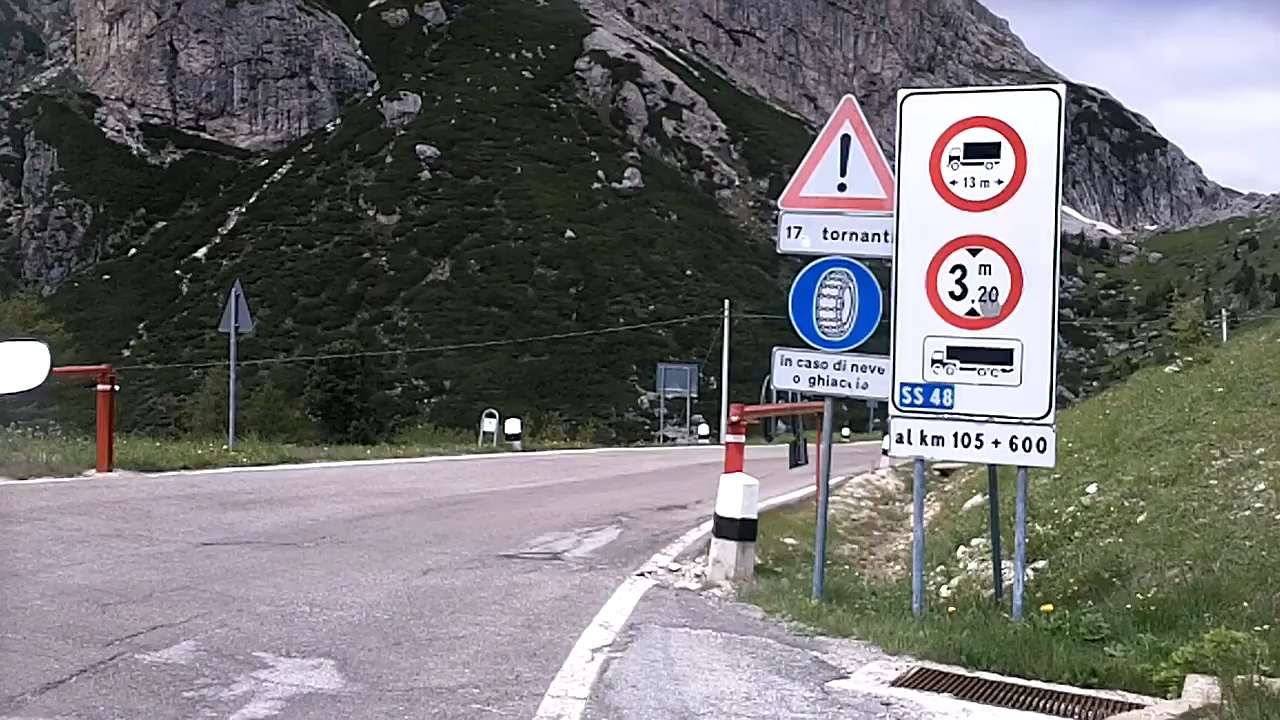 17 tornanti
In caso di neve
o ghiaccio
13 m
3 m
,20
SS 48
al km 105 + 600